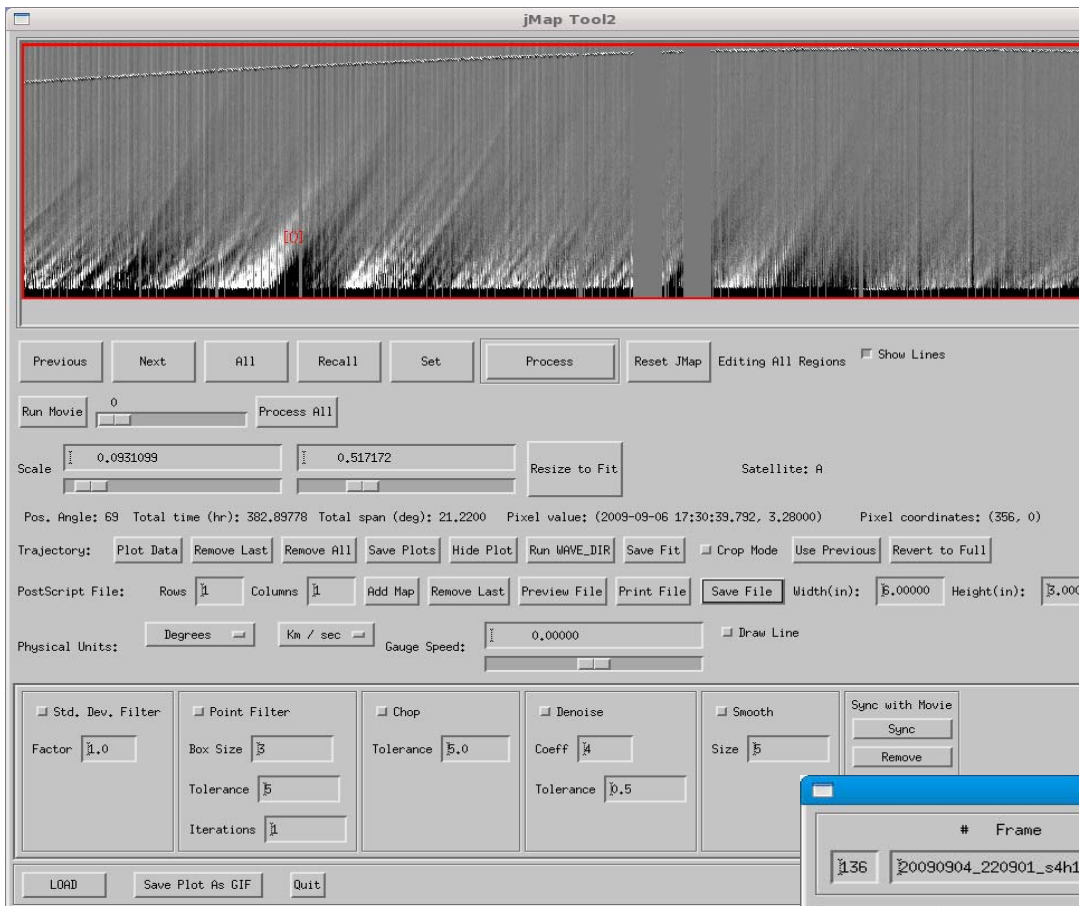 jMap Tool2
[O]
Previous Next All Recall Set Process Reset JMap Editing All Regions Show Lines
0
Run Movie Process All
Scale 0.0931099 0.517172 Resize to Fit Satellite: A
Pos. Angle: 69 Total time (hr): 382.89778 Total span (deg): 21.2200 Pixel value: (2009-09-06 17:30:39.792, 3.28000) Pixel coordinates: (356, 0)
Trajectory: Plot Data Remove Last Remove All Save Plots Hide Plot Run WAVE_DIR Save Fit Crop Mode Use Previous Revert to Full
PostScript File: Rows 1 Columns 1 Add Map Remove Last Preview File Print File Save File Width(in): 6.00000 Height(in): 3.000
Physical Units: Degrees Km / sec Gauge Speed: 0.00000 Draw Line
Std. Dev. Filter Point Filter Chop Denoise Smooth Sync with Movie
Factor 1.0 Box Size 3 Tolerance 5.0 Coeff 4 Size 5 Sync
Remove
Tolerance 5 Tolerance 0.5
Iterations 1
# Frame
136 20090904_220901_s4h1
LOAD Save Plot As GIF Quit